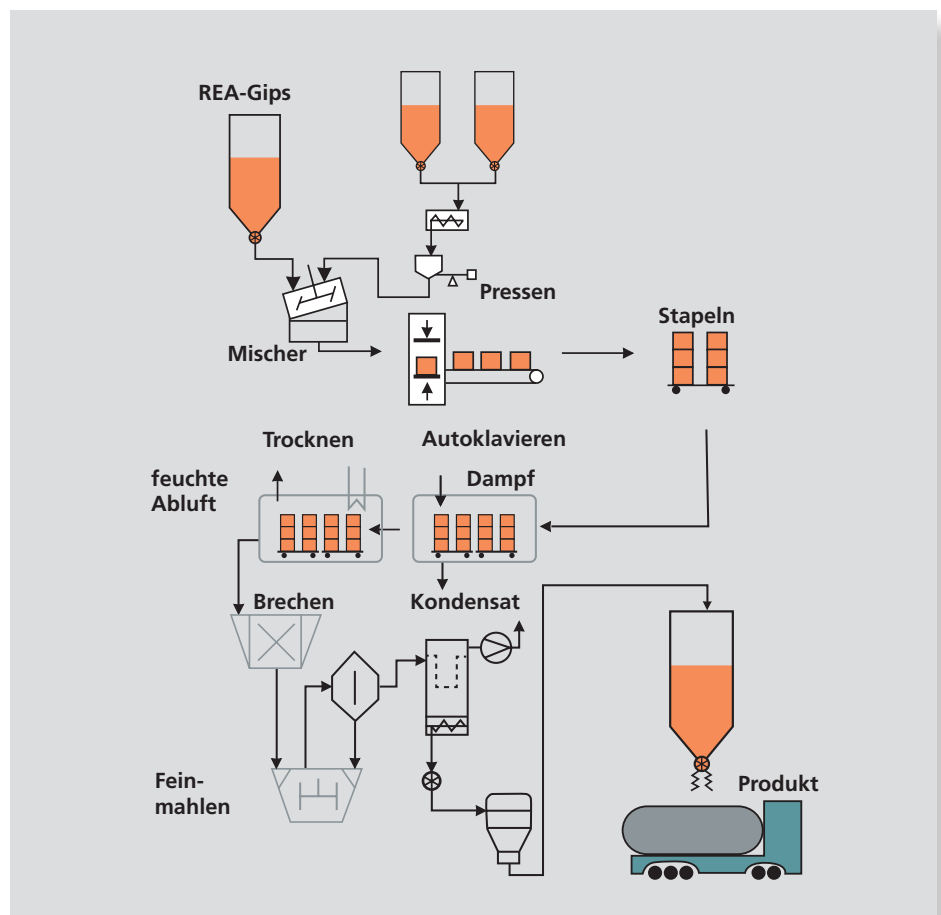 REA-Gips
Pressen
Stapeln
Mischer
Trocknen
Autoklavieren
feuchte
Abluft
Dampf
Brechen
Kondensat
Fein-
mahlen
Produkt